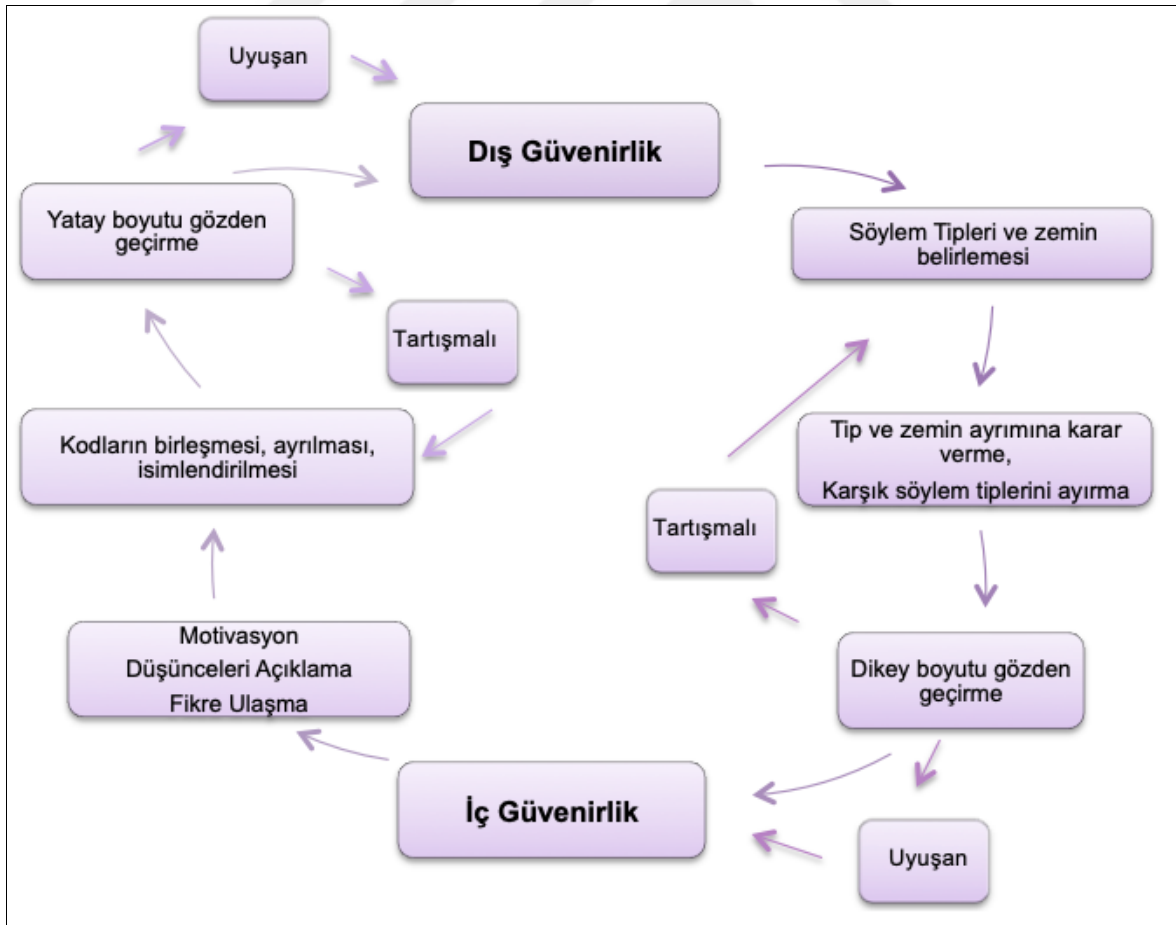 Uyuşan
Dış Güvenirlik
Yatay boyutu gözden
geçirme
Söylem Tipleri ve zemin
belirlemesi
Tartışmalı
Kodların birleşmesi, ayrılması,
isimlendirilmesi
Tip ve zemin ayrımına karar
verme,
Karşık söylem tiplerini ayırma
Tartışmalı
Motivasyon
Düşünceleri Açıklama
Fikre Ulaşma
Dikey boyutu gözden
geçirme
İç Güvenirlik
Uyuşan